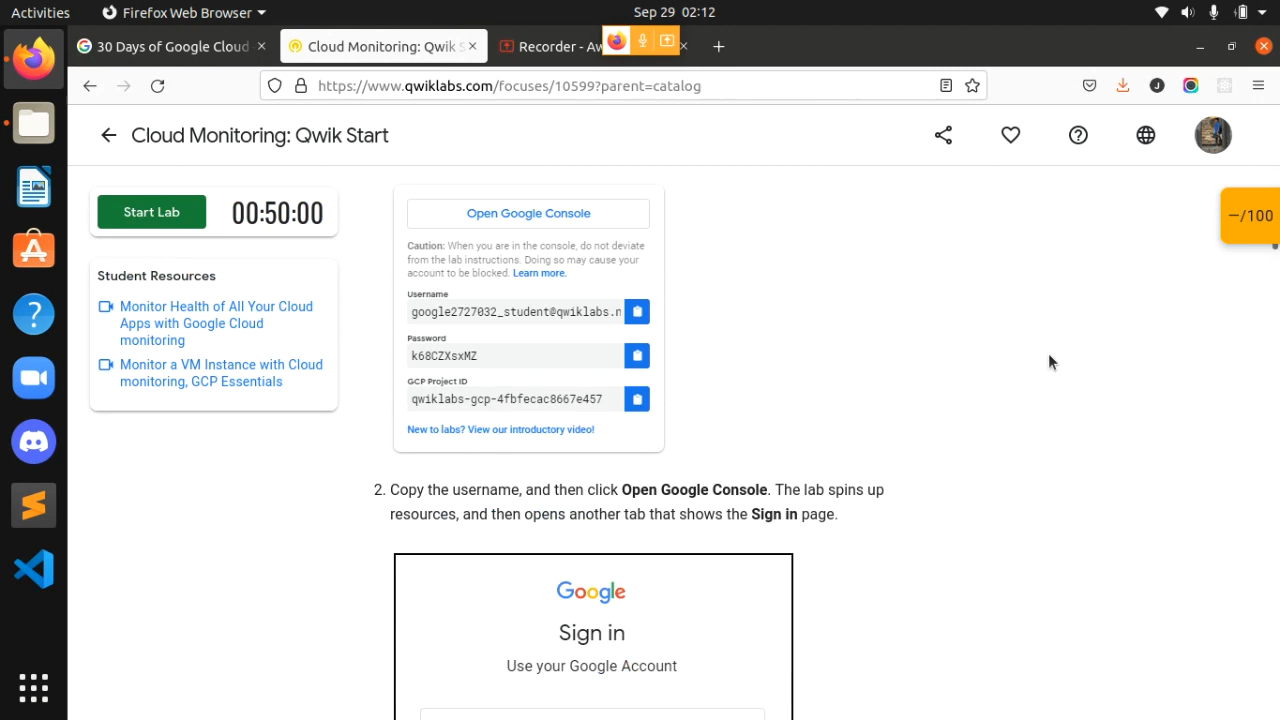 Activities
Firefox Web Browser
Sep 29 02:12
30 Days of Google Cloud
Cloud Monitoring: Qwik S
Recorder - Aw
https://www.qwiklabs.com/focuses/10599?parent=catalog
J
Cloud Monitoring: Qwik Start
Start Lab
00:50:00
—/100
Student Resources
Monitor Health of All Your Cloud
Apps with Google Cloud
monitoring
Monitor a VM Instance with Cloud
monitoring, GCP Essentials
Open Google Console
Caution: When you are in the console, do not deviate
from the lab instructions. Doing so may cause your
account to be blocked. Learn more.
Username
google2727032_student@qwiklabs.n
Password
k68CZXsxMZ
GCP Project ID
qwiklabs-gcp-4fbfecac8667e457
New to labs? View our introductory video!
2. Copy the username, and then click Open Google Console. The lab spins up
resources, and then opens another tab that shows the Sign in page.
Google
Sign in
Use your Google Account